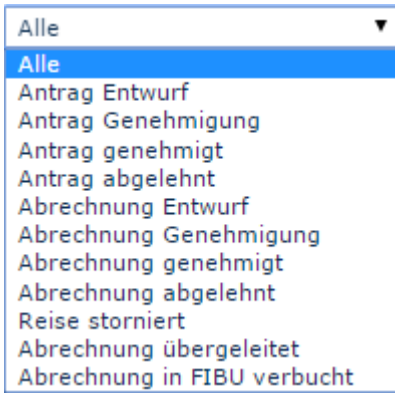 Alle
Alle
Antrag Entwurf
Antrag Genehmigung
Antrag genehmigt
Antrag abgelehnt
Abrechnung Entwurf
Abrechnung Genehmigung
Abrechnung genehmigt
Abrechnung abgelehnt
Reise storniert
Abrechnung übergeleitet
Abrechnung in FIBU verbucht